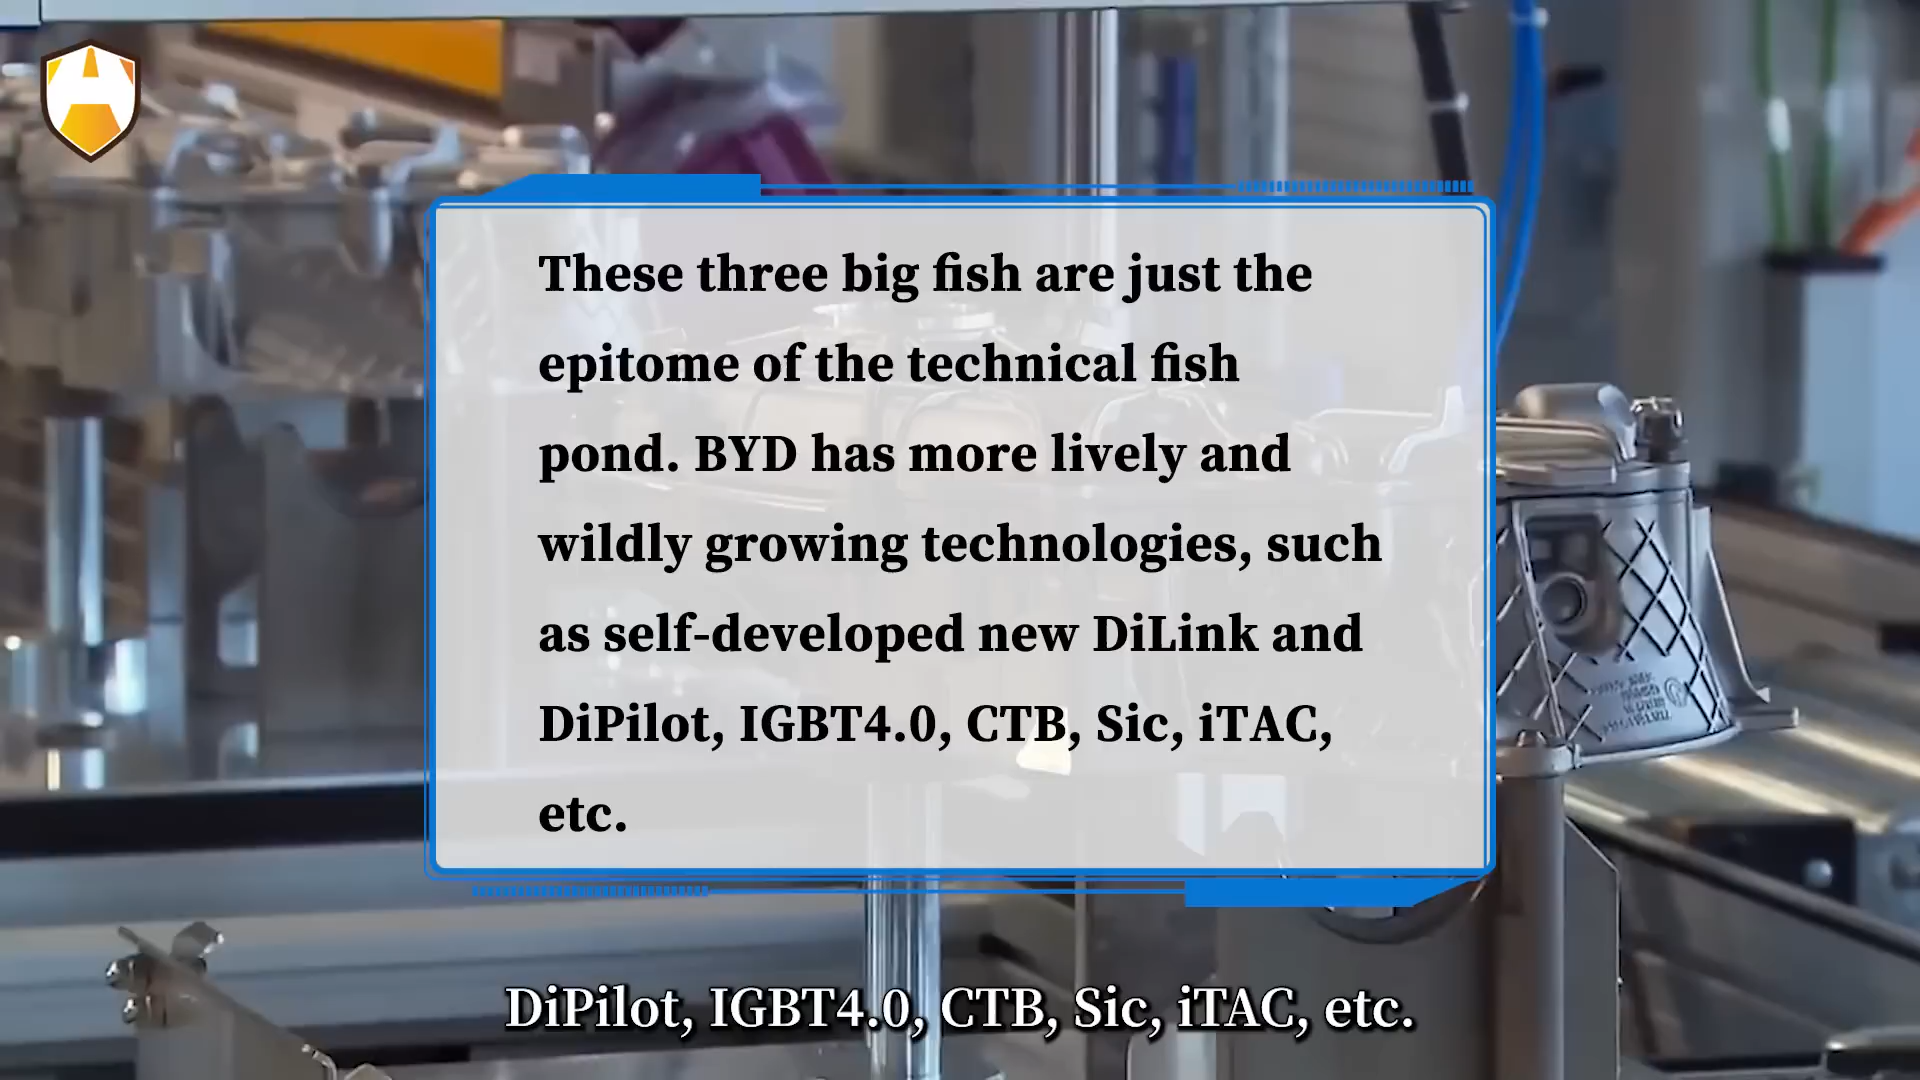 These three big fish are just the
epitome of the technical fish
pond. BYD has more lively and
wildly growing technologies, such
as self-developed new DiLink and
DiPilot, IGBT4.0, CTB, Sic, iTAC,
etc.
DiPilot, IGBT4.0, CTB, Sic, iTAC, etc.